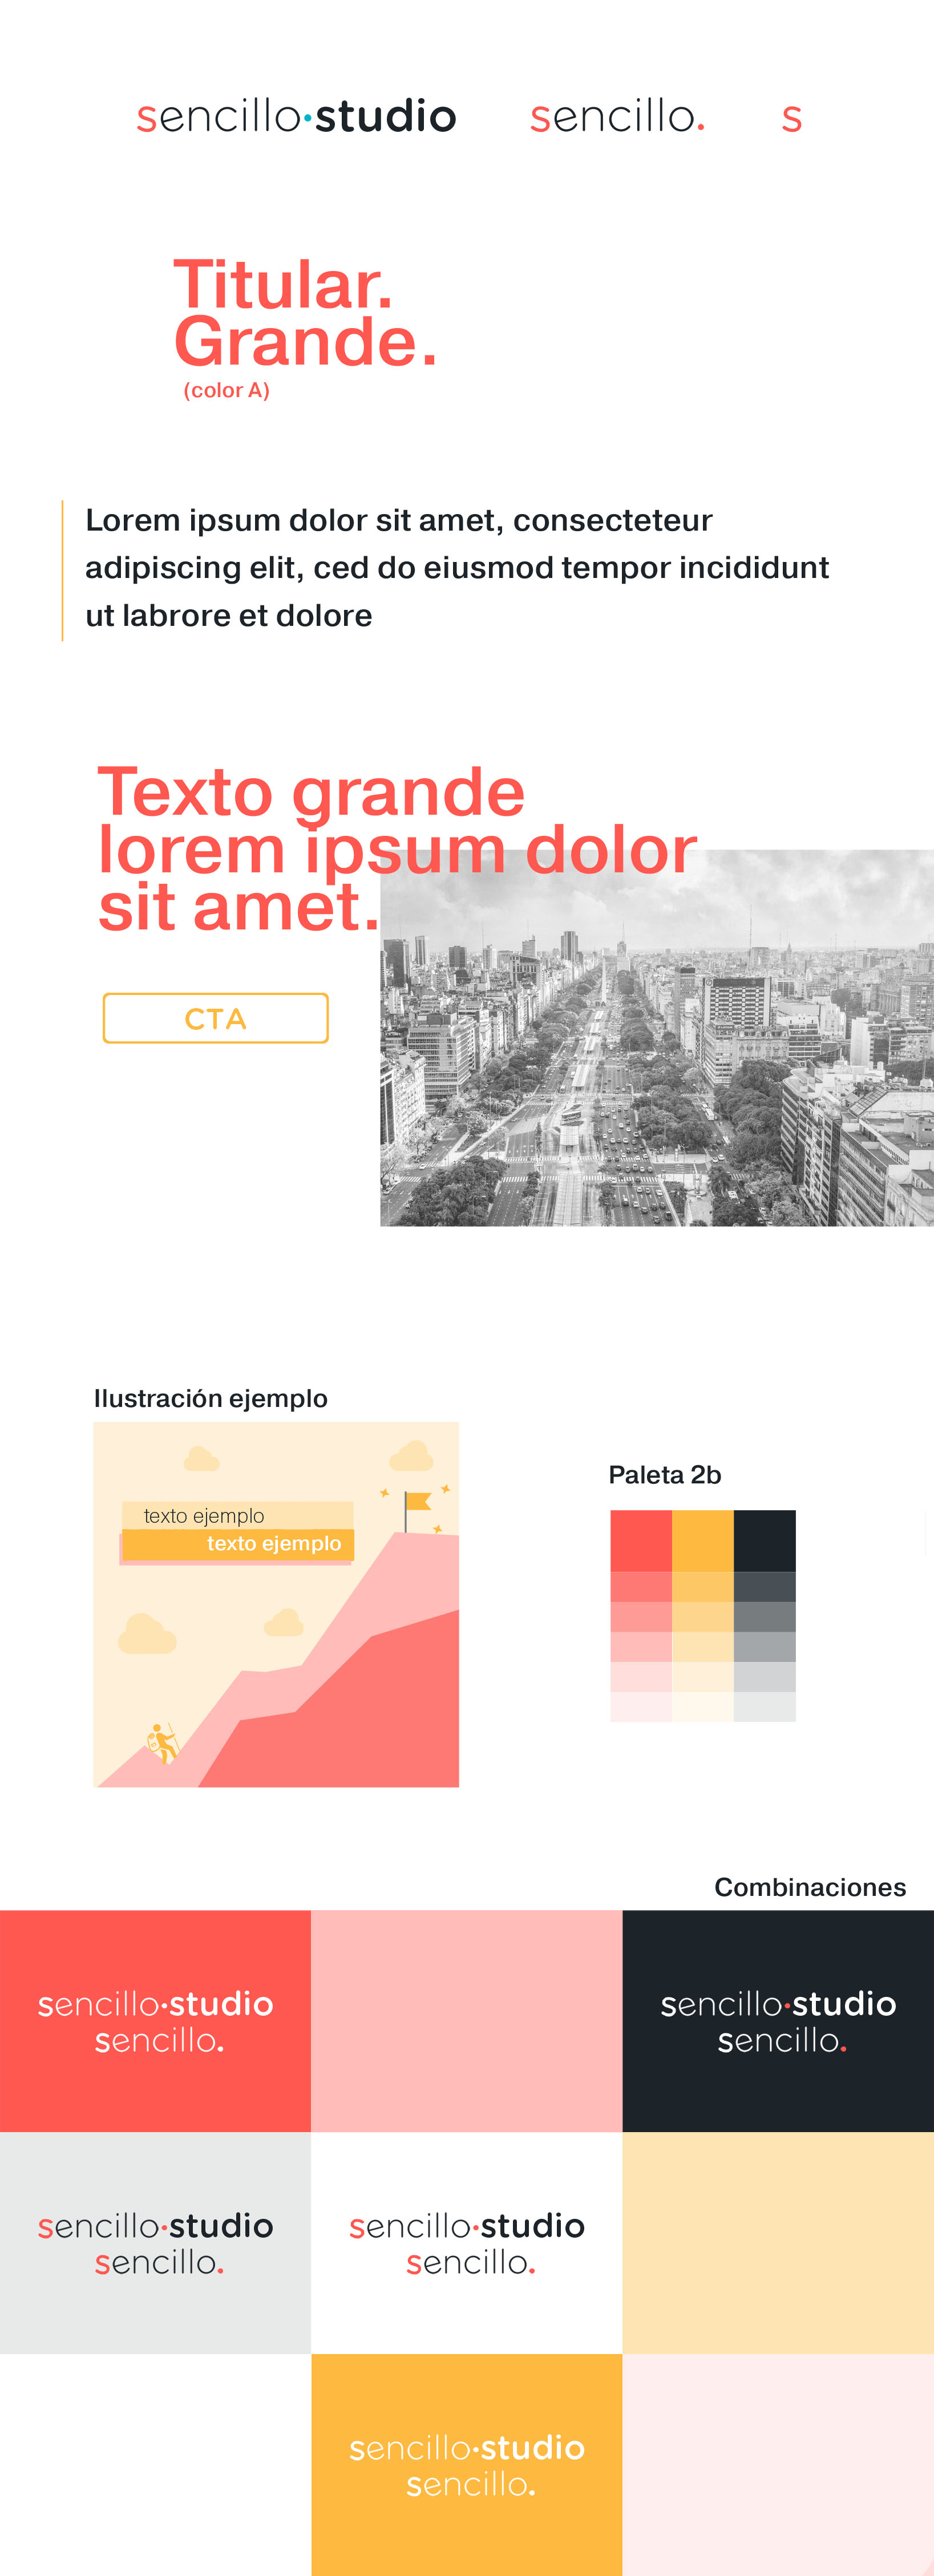 sencillo·studio
sencillo.
s
Titular.
Grande.
(color A)
Lorem ipsum dolor sit amet, consecteteur
adipiscing elit, ced do eiusmod tempor incididunt
ut labrore et dolore
Texto grande
lorem ipsum dolor
sit amet.
CTA
Ilustración ejemplo
texto ejemplo
texto ejemplo
Paleta 2b
Combinaciones
sencillo·studio
sencillo.
sencillo·studio
sencillo.
sencillo·studio
sencillo.
sencillo·studio
sencillo.
sencillo·studio
sencillo.